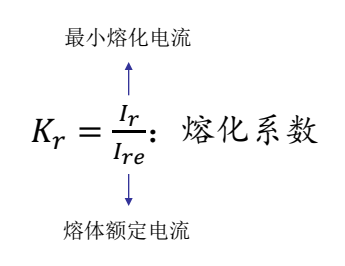 最小熔化电流
K_r = I_r / I_re：熔化系数
熔体额定电流